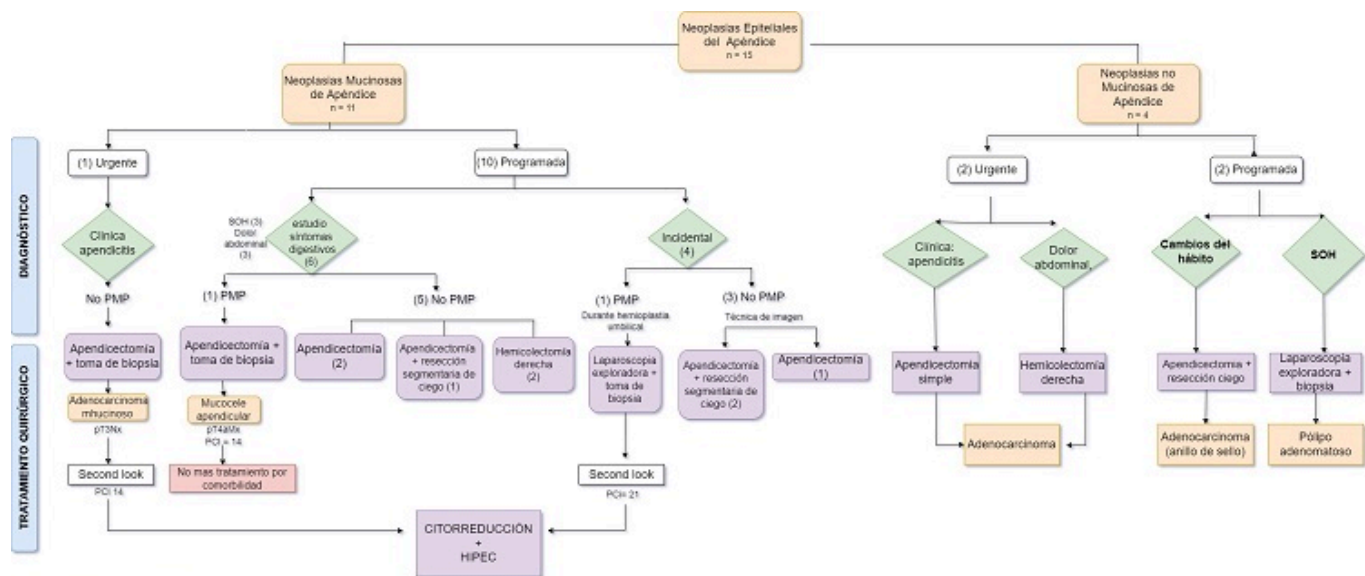 Neoplasias Epiteliales
del Apéndice
n = 15
Neoplasias Mucinosas
de Apéndice
n = 11
Neoplasias no
Mucinosas de Apéndice
n = 4
DIAGNÓSTICO
(1) Urgente
(10) Programada
(2) Urgente
(2) Programada
Clínica
apendicitis
SOH (3)
Dolor
abdominal
(3)
estudio
síntomas
digestivos
(6)
Incidental
(4)
Clínica:
apendicitis
Dolor
abdominal,
Cambios del
hábito
SOH
No PMP
(1) PMP
(5) No PMP
(1) PMP
Durante hernioplastia
umbilical
(3) No PMP
Técnica de imagen
TRATAMIENTO QUIRÚRGICO
Apendicectomía
+ toma de biopsia
Apendicectomía +
toma de biopsia
Apendicectomía
(2)
Apendicectomía
+ resección
segmentaria de
ciego (1)
Hemicolectomía
derecha
(2)
Laparoscopia
exploradora +
toma de
biopsia
Apendicectomía
+ resección
segmentaria de
ciego (2)
Apendicectomía
(1)
Apendicectomía
simple
Hemicolectomía
derecha
Apendicectomía +
resección ciego
Laparoscopia
exploradora +
biopsia
Adenocarcinoma
mhucinoso
pT3Nx
Mucocele
apendicular
pT4aMx
PCI = 14
Adenocarcinoma
Adenocarcinoma
(anillo de sello)
Pólipo
adenomatoso
Second look
PCI 14
No mas tratamiento por
comorbilidad
Second look
PCI= 21
CITORREDUCCIÓN
+
HIPEC